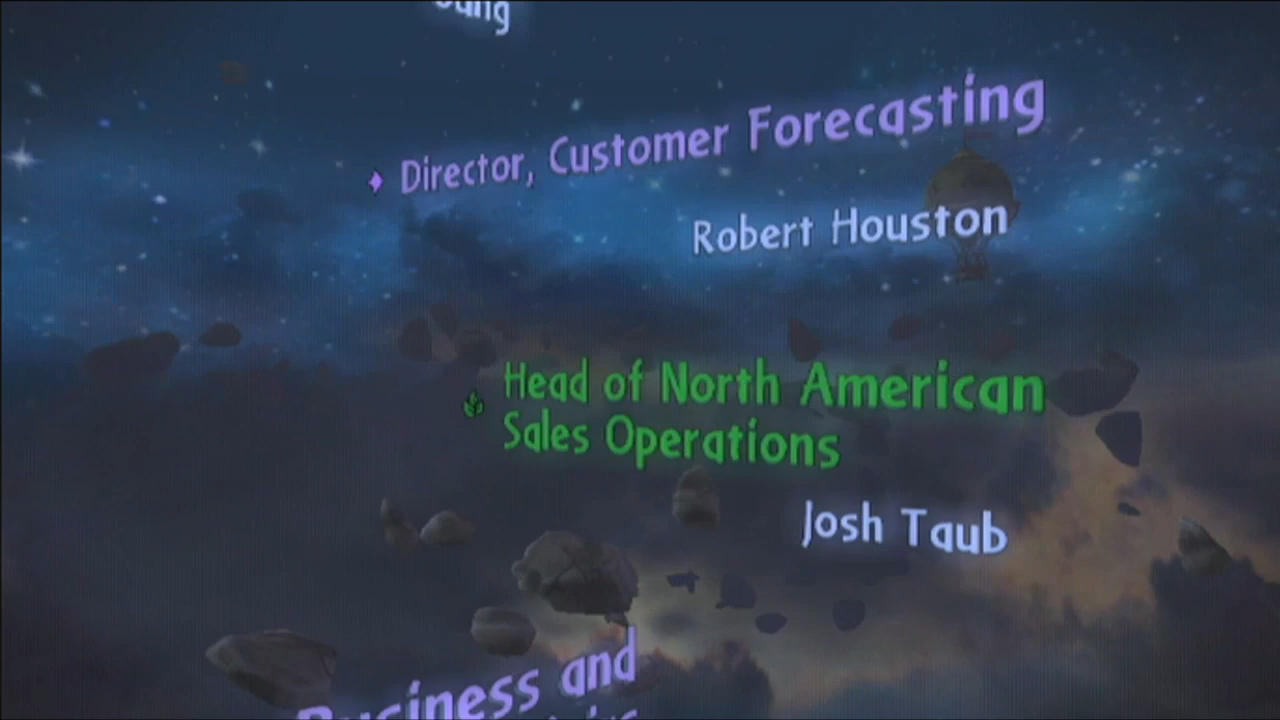 Director, Customer Forecasting
Robert Houston
Head of North American
Sales Operations
Josh Taub
Business and